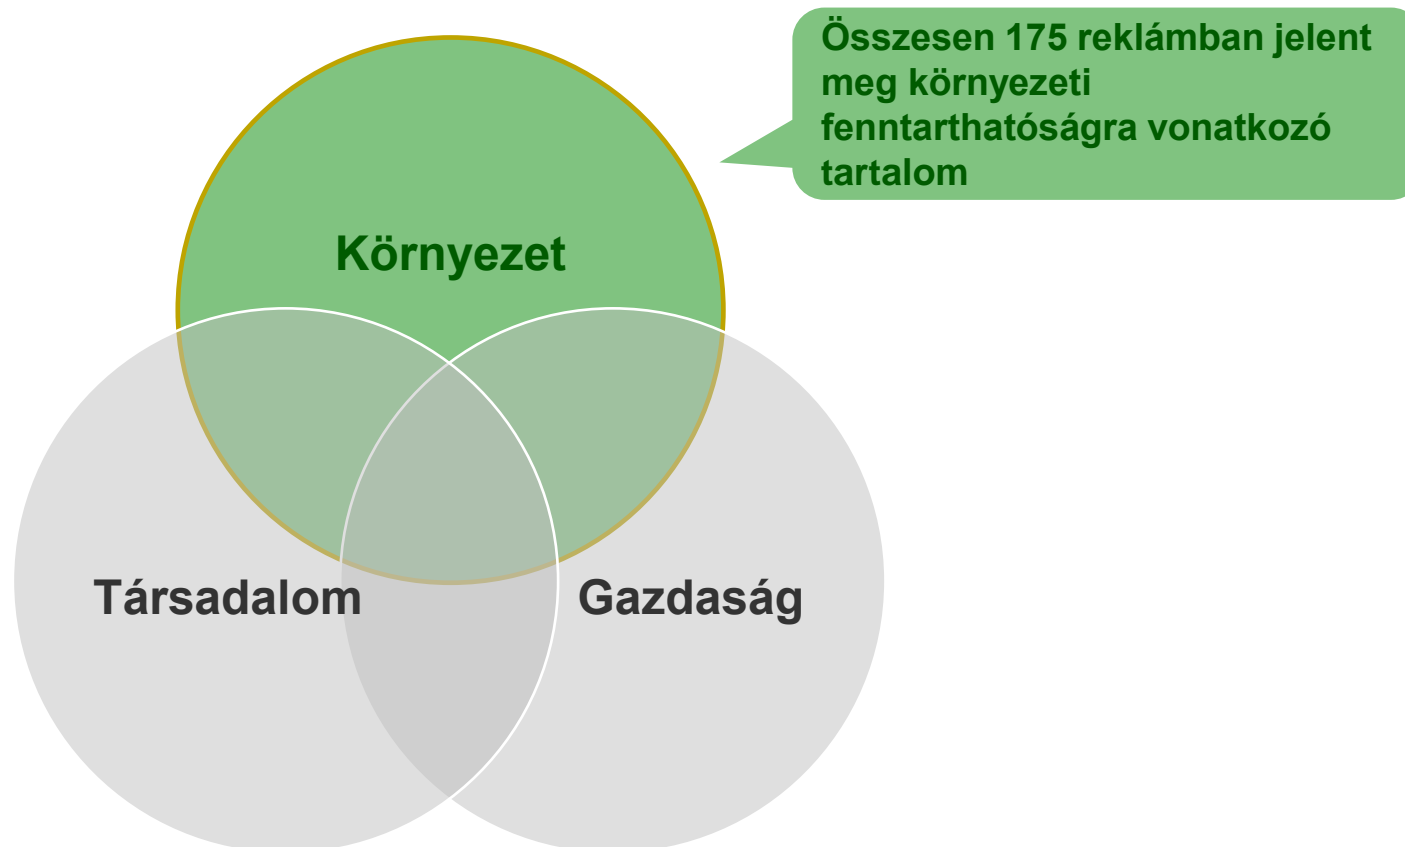 Összesen 175 reklámban jelent
meg környezeti
fenntarthatóságra vonatkozó
tartalom
Környezet
Társadalom
Gazdaság